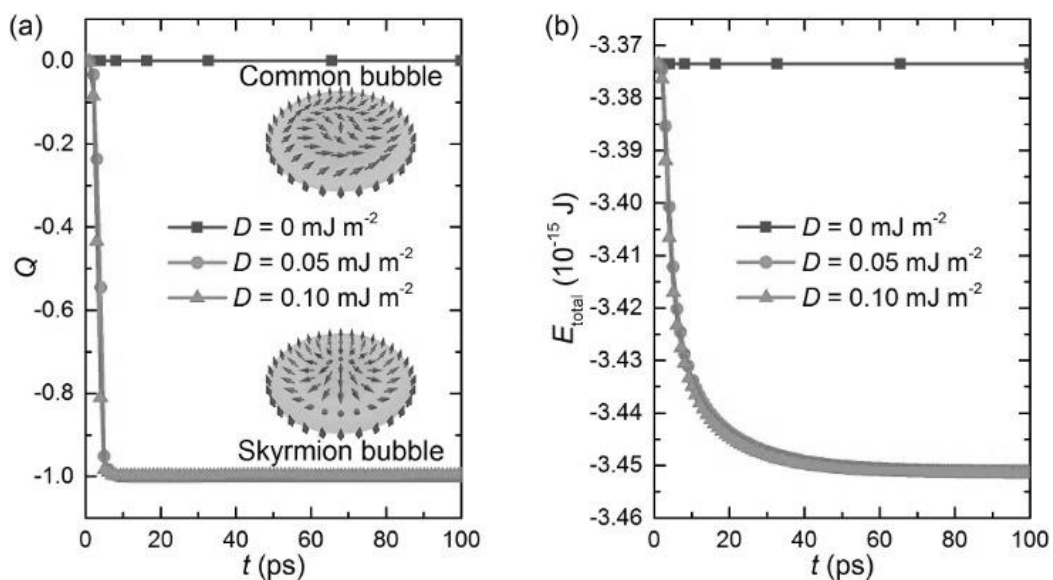 (a)
0.0
-0.2
-0.4
-0.6
-0.8
-1.0
Q
Common bubble
D = 0 mJ m⁻²
D = 0.05 mJ m⁻²
D = 0.10 mJ m⁻²
Skyrmion bubble
0 20 40 60 80 100
t (ps)
(b)
-3.37
-3.38
-3.39
-3.40
-3.41
-3.42
-3.43
-3.44
-3.45
-3.46
E_total (10⁻¹⁵ J)
D = 0 mJ m⁻²
D = 0.05 mJ m⁻²
D = 0.10 mJ m⁻²
0 20 40 60 80 100
t (ps)